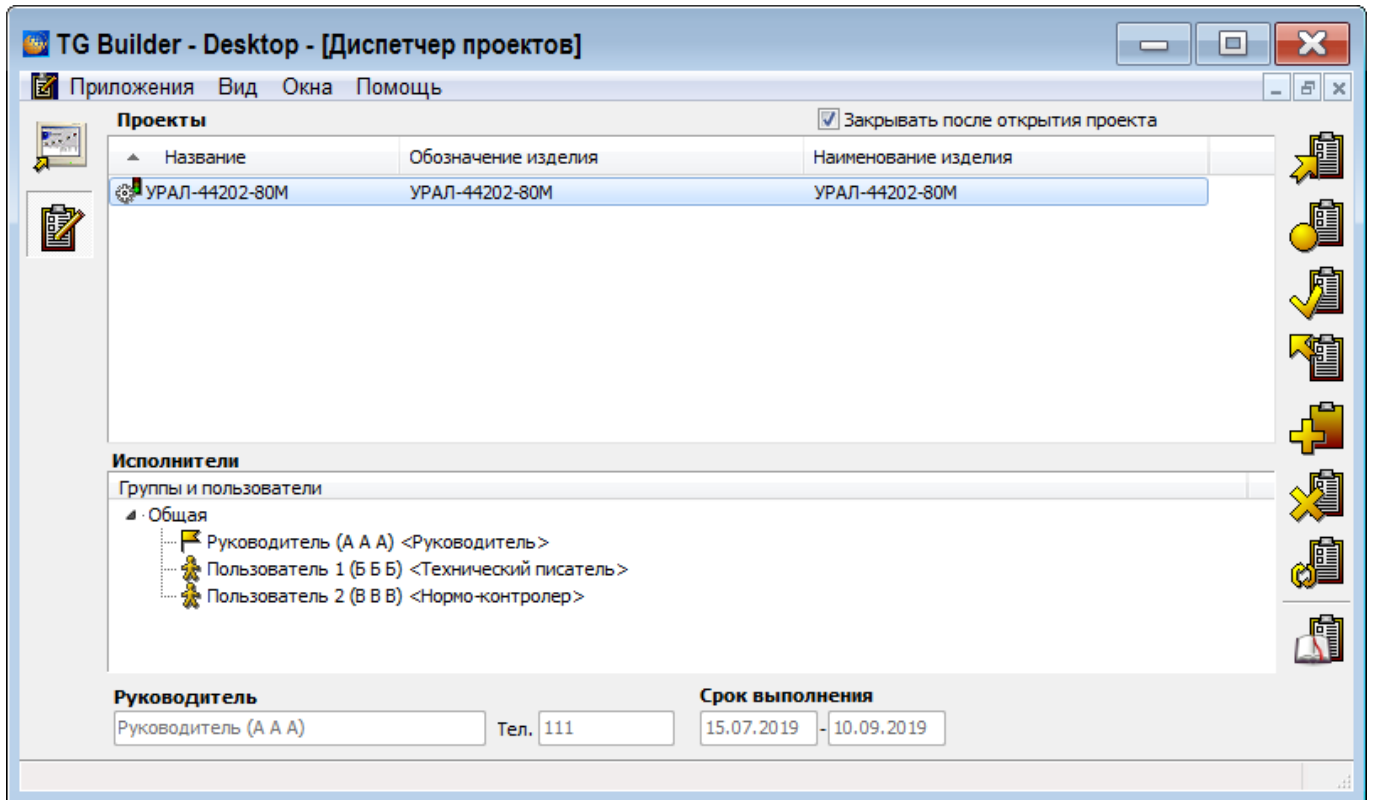 TG Builder - Desktop - [Диспетчер проектов]
Приложения Вид Окна Помощь
Проекты Закрывать после открытия проекта
Название Обозначение изделия Наименование изделия
УРАЛ-44202-80М УРАЛ-44202-80М УРАЛ-44202-80М
Исполнители
Группы и пользователи
Общая
Руководитель (А А А) <Руководитель>
Пользователь 1 (Б Б Б) <Технический писатель>
Пользователь 2 (В В В) <Нормо-контролер>
Руководитель Срок выполнения
Руководитель (А А А) Тел. 111 15.07.2019 - 10.09.2019